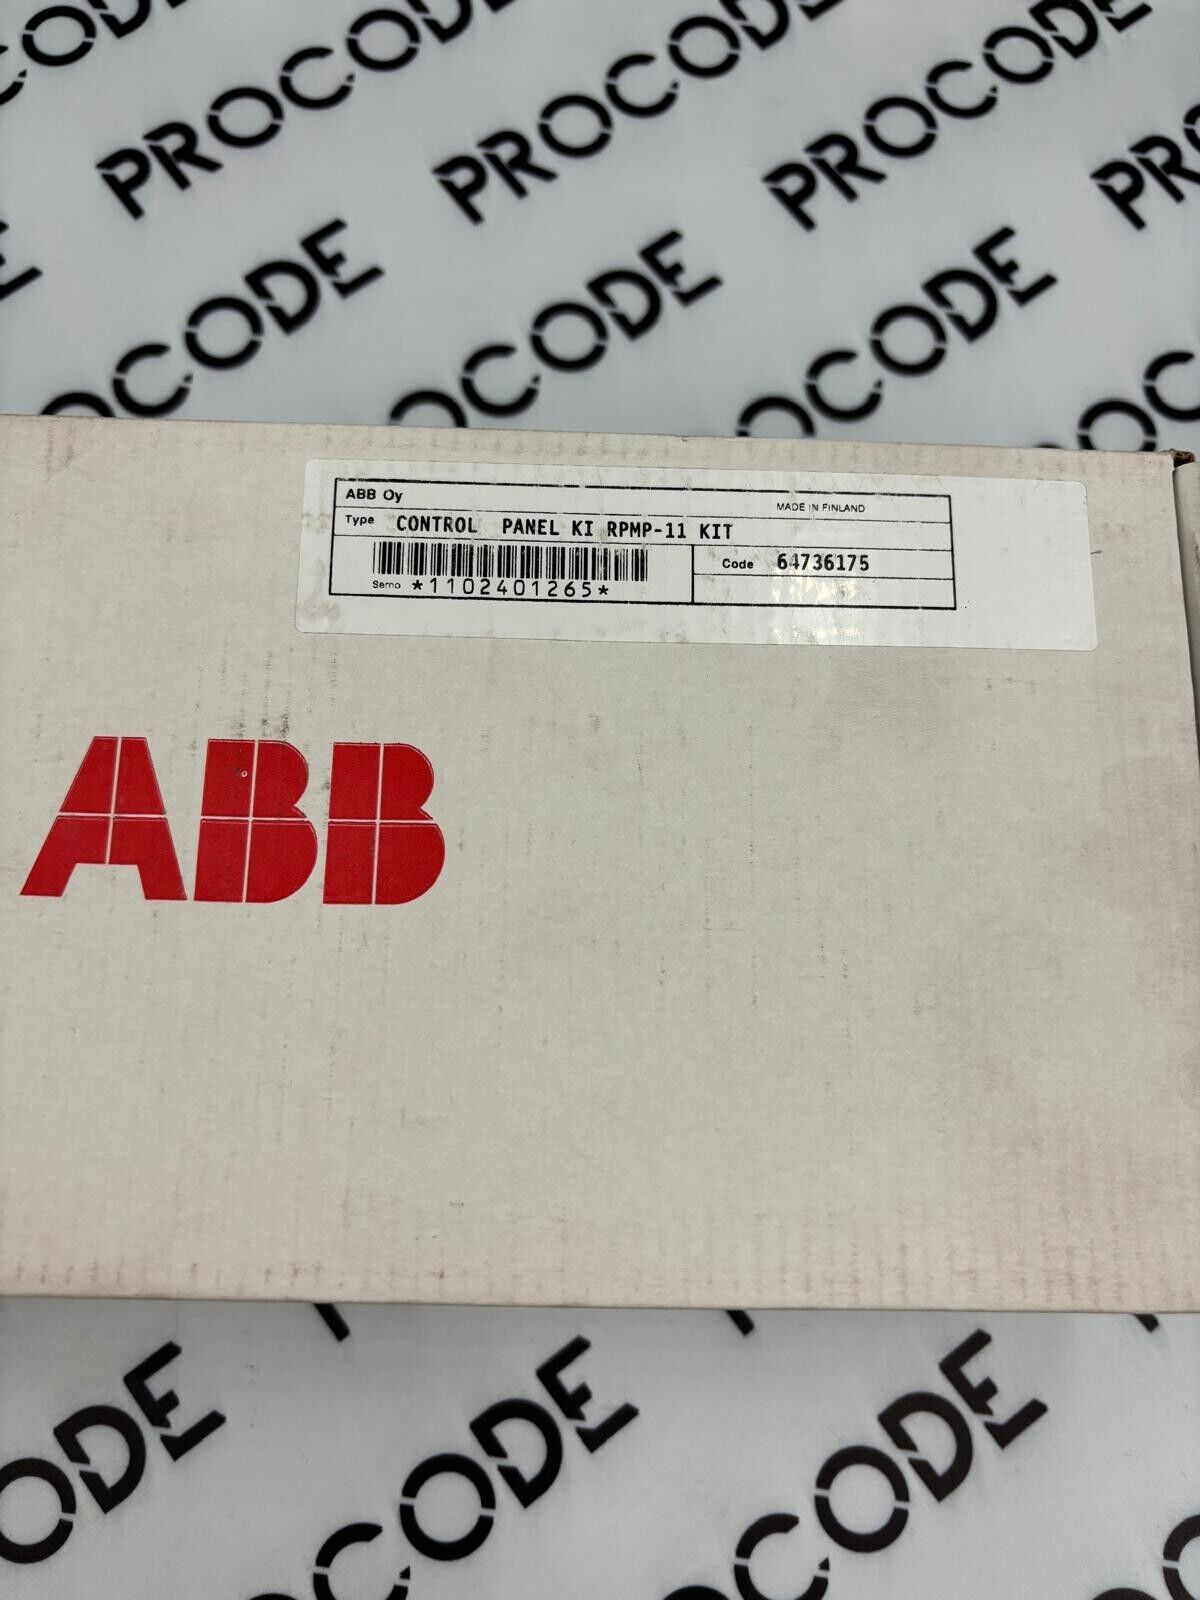 PROCODE PROCODE PROCODE
PROCODE PROCODE PROCODE
ABB Oy
MADE IN FINLAND
Type CONTROL PANEL KI RPMP-11 KIT
Code 64736175
Serno *1102401265*
ABB